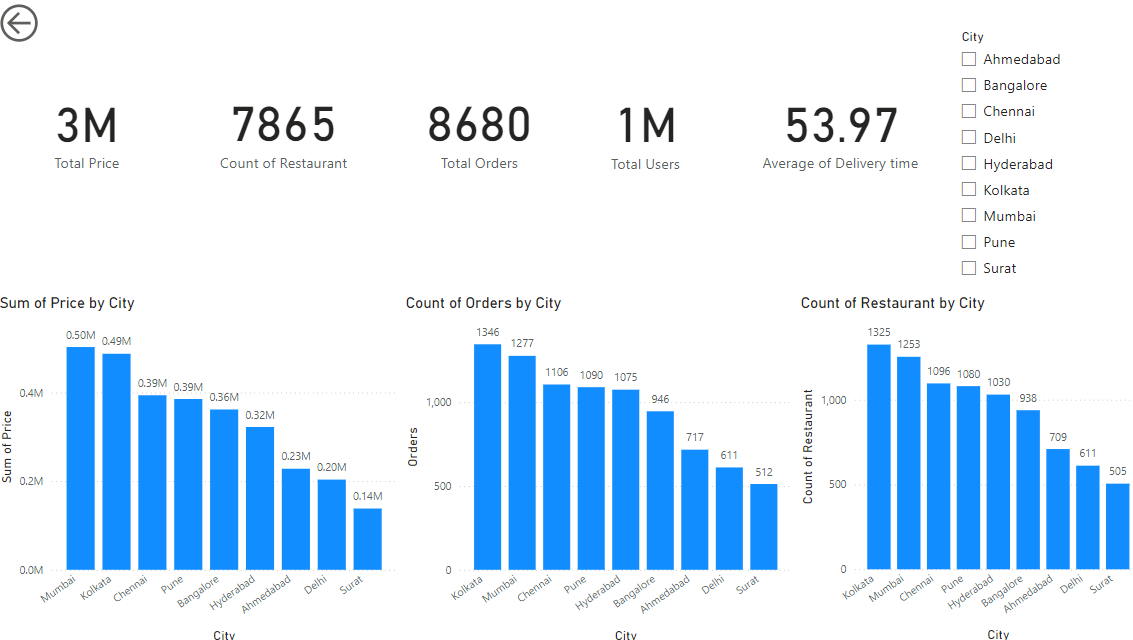 City
Ahmedabad
Bangalore
Chennai
Delhi
Hyderabad
Kolkata
Mumbai
Pune
Surat
3M
Total Price
7865
Count of Restaurant
8680
Total Orders
1M
Total Users
53.97
Average of Delivery time
Sum of Price by City
Sum of Price
0.4M
0.2M
0.0M
0.50M
0.49M
0.39M
0.39M
0.36M
0.32M
0.23M
0.20M
0.14M
Mumbai
Kolkata
Chennai
Pune
Bangalore
Hyderabad
Ahmedabad
Delhi
Surat
City
Count of Orders by City
Orders
1,000
500
0
1346
1277
1106
1090
1075
946
717
611
512
Kolkata
Mumbai
Chennai
Pune
Hyderabad
Bangalore
Ahmedabad
Delhi
Surat
City
Count of Restaurant by City
Count of Restaurant
1,000
500
0
1325
1253
1096
1080
1030
938
709
611
505
Kolkata
Mumbai
Chennai
Pune
Hyderabad
Bangalore
Ahmedabad
Delhi
Surat
City